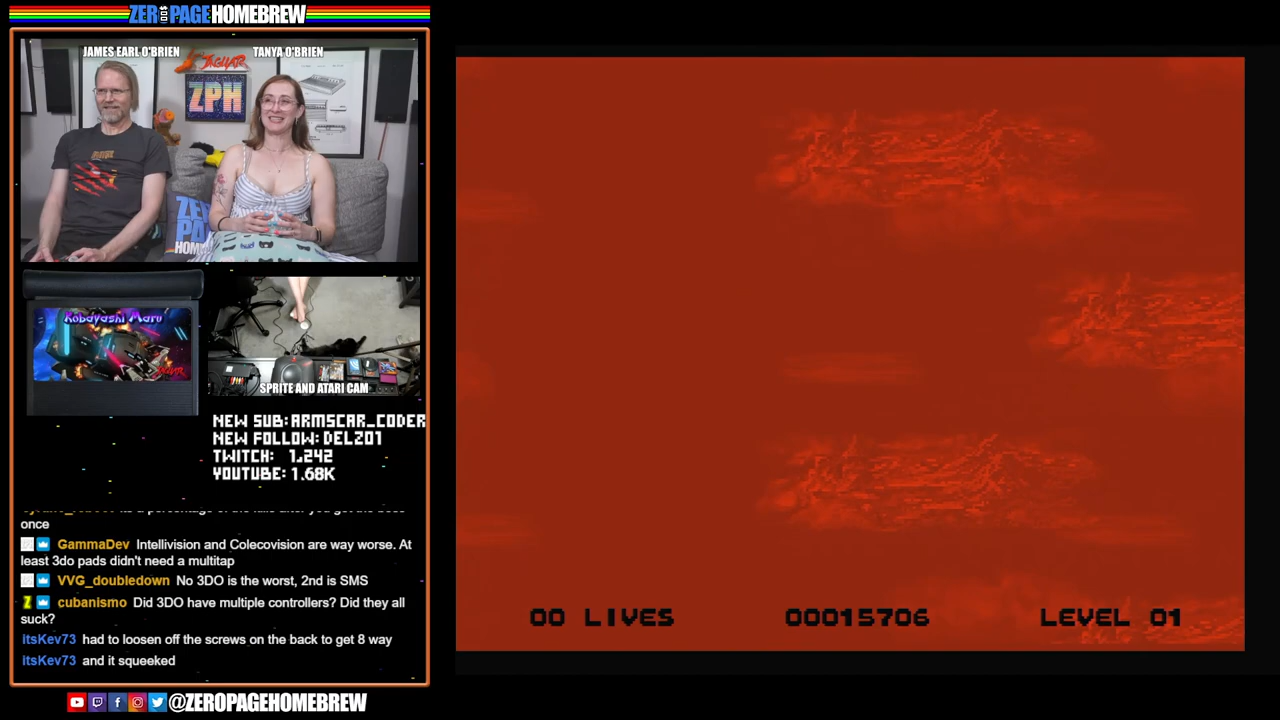 ZER PAGE HOMEBREW
JAMES EARL O'BRIEN
TANYA O'BRIEN
JAGUAR
ZPH
Kobayashi Maru
JAGUAR
SPRITE AND ATARI CAM
NEW SUB: ARMSCAR_CODER
NEW FOLLOW: DELZ01
TWITCH: 1,242
YOUTUBE: 1.68K
once
GammaDev Intellivision and Colecovision are way worse. At
least 3do pads didn't need a multitap
VVG_doubledown No 3DO is the worst, 2nd is SMS
cubanismo Did 3DO have multiple controllers? Did they all
suck?
itsKev73 had to loosen off the screws on the back to get 8 way
itsKev73 and it squeeked
@ZEROPAGEHOMEBREW
00 LIVES
00015706
LEVEL 01